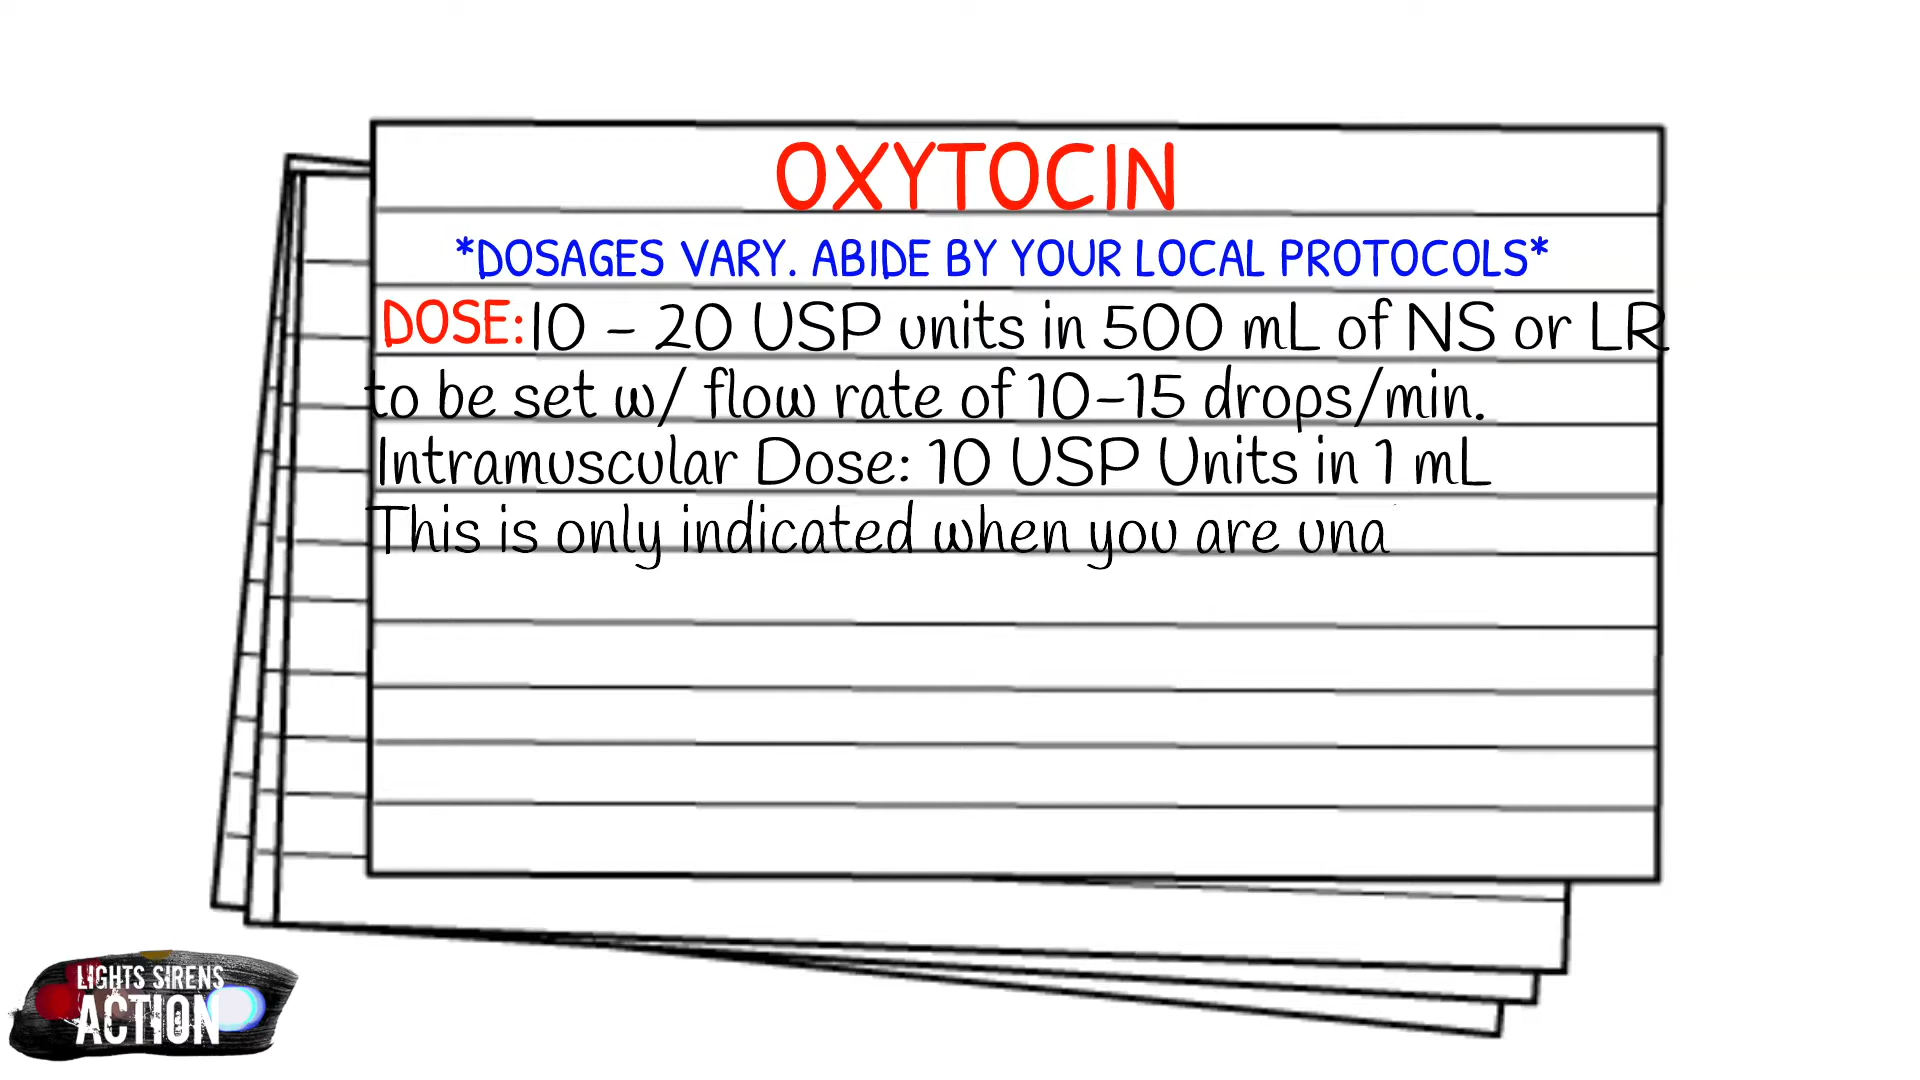 OXYTOCIN
*DOSAGES VARY. ABIDE BY YOUR LOCAL PROTOCOLS*
DOSE: 10 - 20 USP units in 500 mL of NS or LR
to be set w/ flow rate of 10-15 drops/min.
Intramuscular Dose: 10 USP Units in 1 mL
This is only indicated when you are una
LIGHTS SIRENS
ACTION